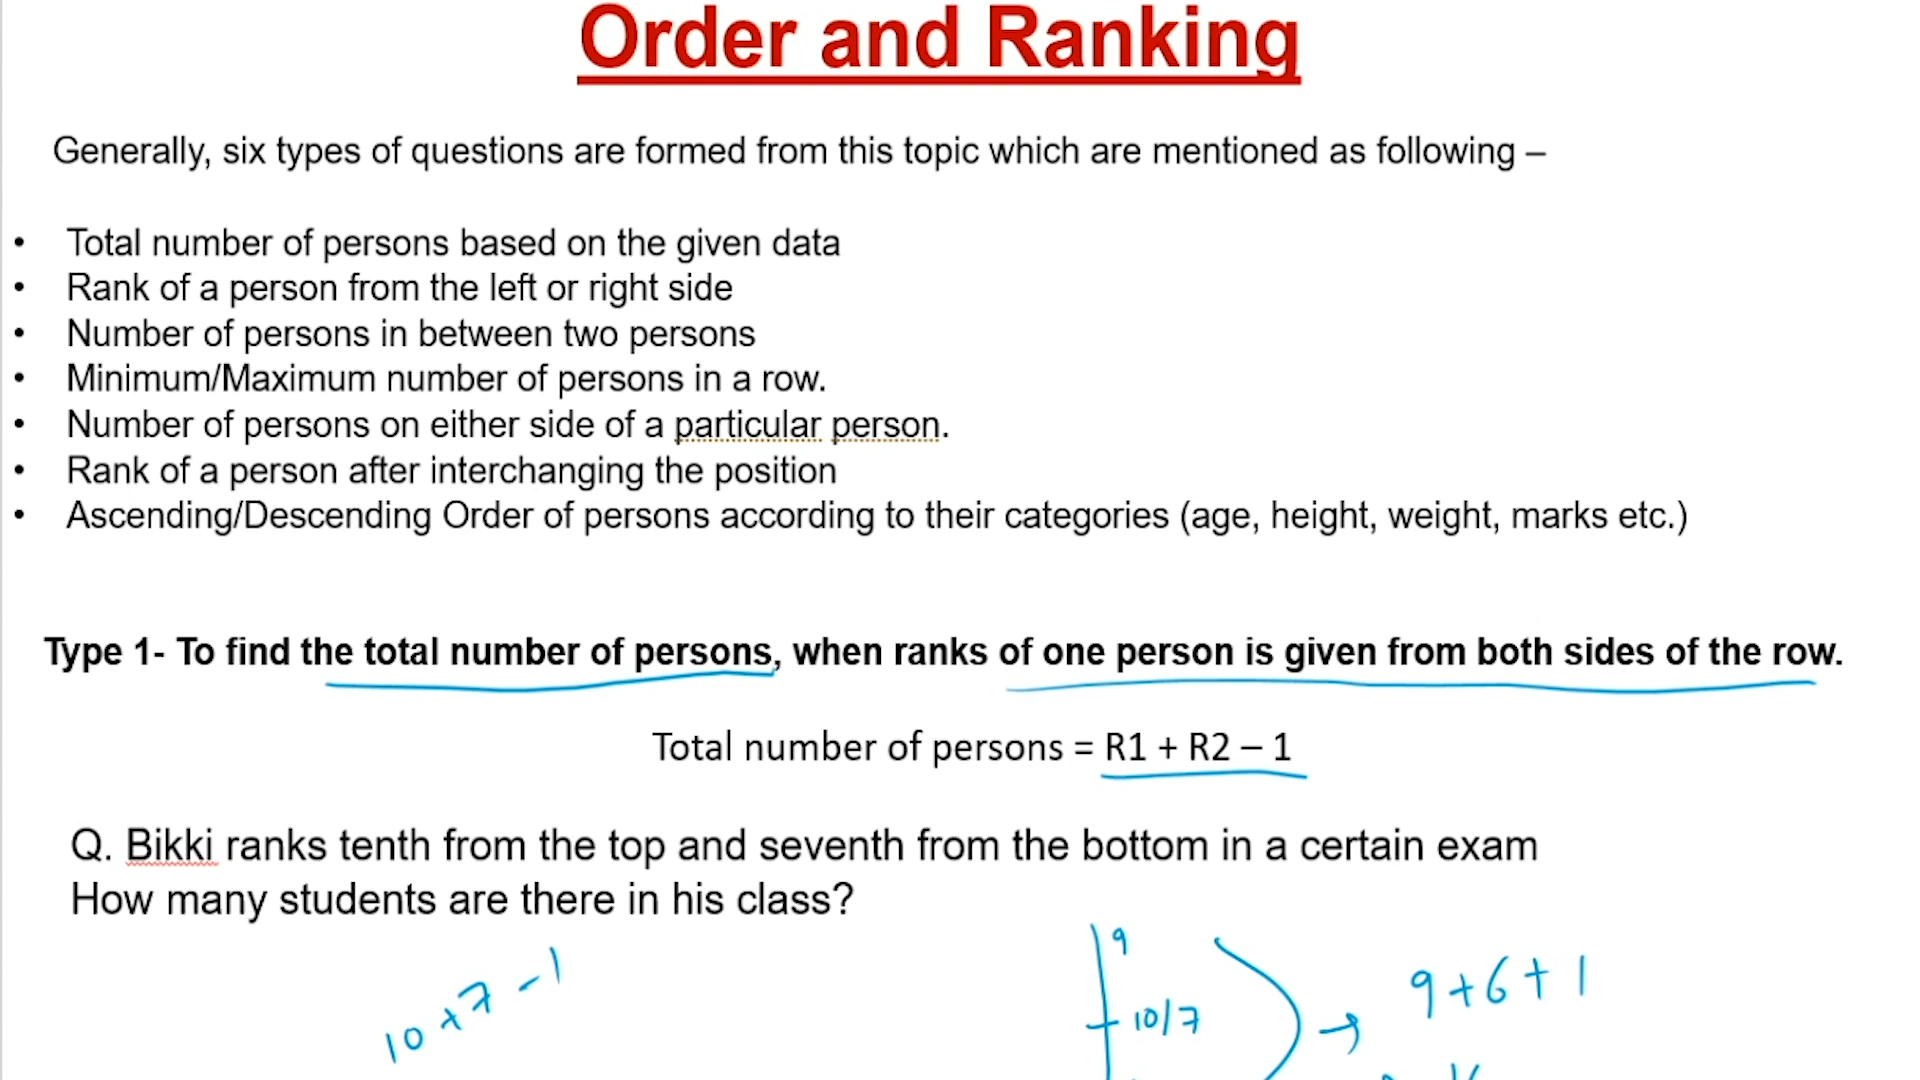 Order and Ranking
Generally, six types of questions are formed from this topic which are mentioned as following –
• Total number of persons based on the given data
• Rank of a person from the left or right side
• Number of persons in between two persons
• Minimum/Maximum number of persons in a row.
• Number of persons on either side of a particular person.
• Rank of a person after interchanging the position
• Ascending/Descending Order of persons according to their categories (age, height, weight, marks etc.)
Type 1- To find the total number of persons, when ranks of one person is given from both sides of the row.
Total number of persons = R1 + R2 – 1
Q. Bikki ranks tenth from the top and seventh from the bottom in a certain exam
How many students are there in his class?
9
9+6+1
10+7-1
10/7